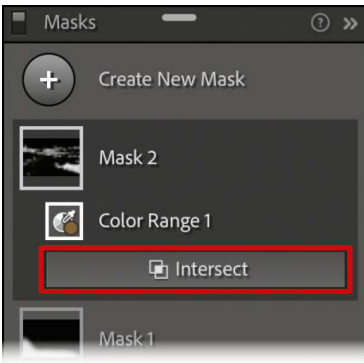 Masks
Create New Mask
Mask 2
Color Range 1
Intersect
Mask 1